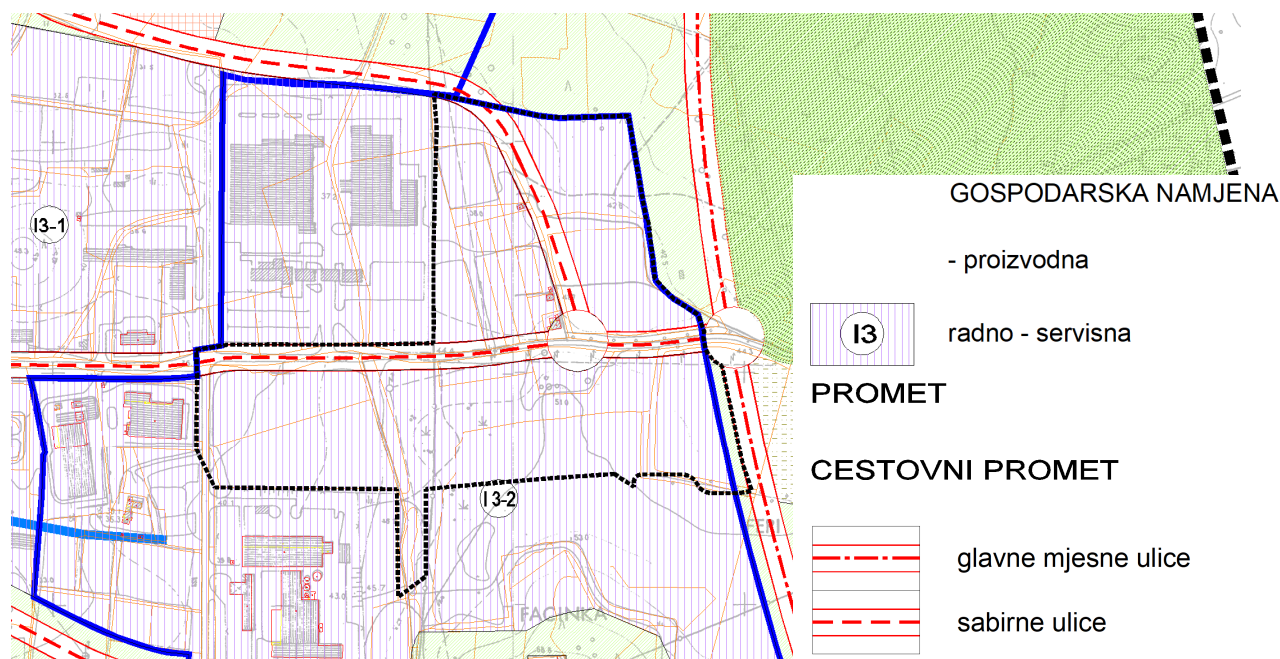 GOSPODARSKA NAMJENA
- proizvodna
I3-1
I3
radno - servisna
PROMET
CESTOVNI PROMET
I3-2
FACINKA
glavne mjesne ulice
sabirne ulice